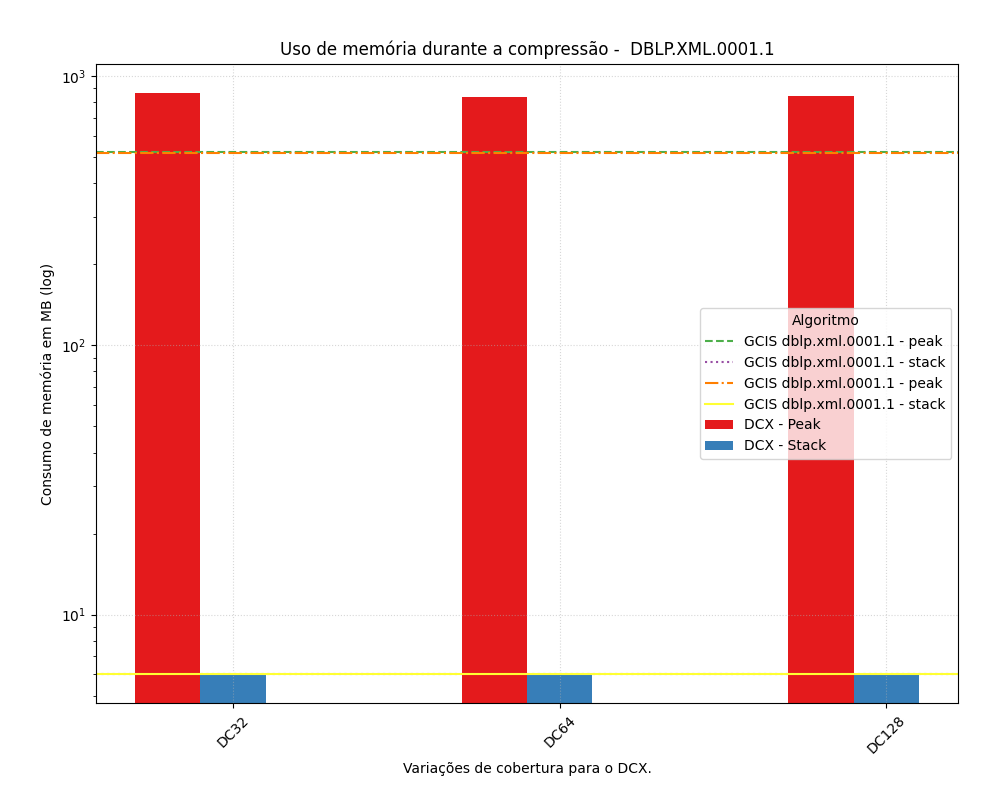 Uso de memória durante a compressão -  DBLP.XML.0001.1
Consumo de memória em MB (log)
10³
10²
10¹
Algoritmo
GCIS dblp.xml.0001.1 - peak
GCIS dblp.xml.0001.1 - stack
GCIS dblp.xml.0001.1 - peak
GCIS dblp.xml.0001.1 - stack
DCX - Peak
DCX - Stack
DC32
DC64
DC128
Variações de cobertura para o DCX.